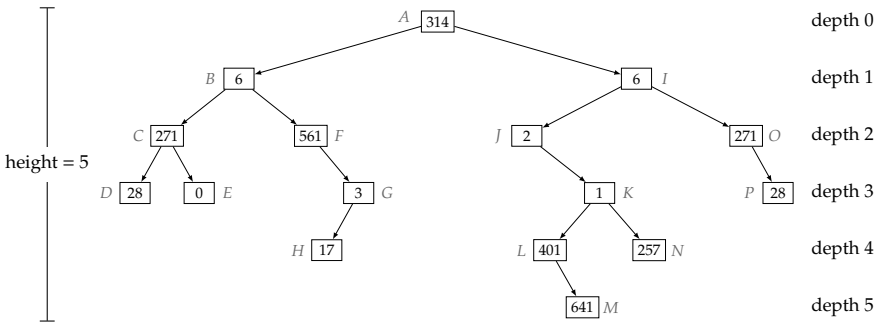 A 314 depth 0
B 6 6 I depth 1
C 271 561 F J 2 271 O depth 2
height = 5
D 28 0 E 3 G 1 K P 28 depth 3
H 17 L 401 257 N depth 4
641 M depth 5